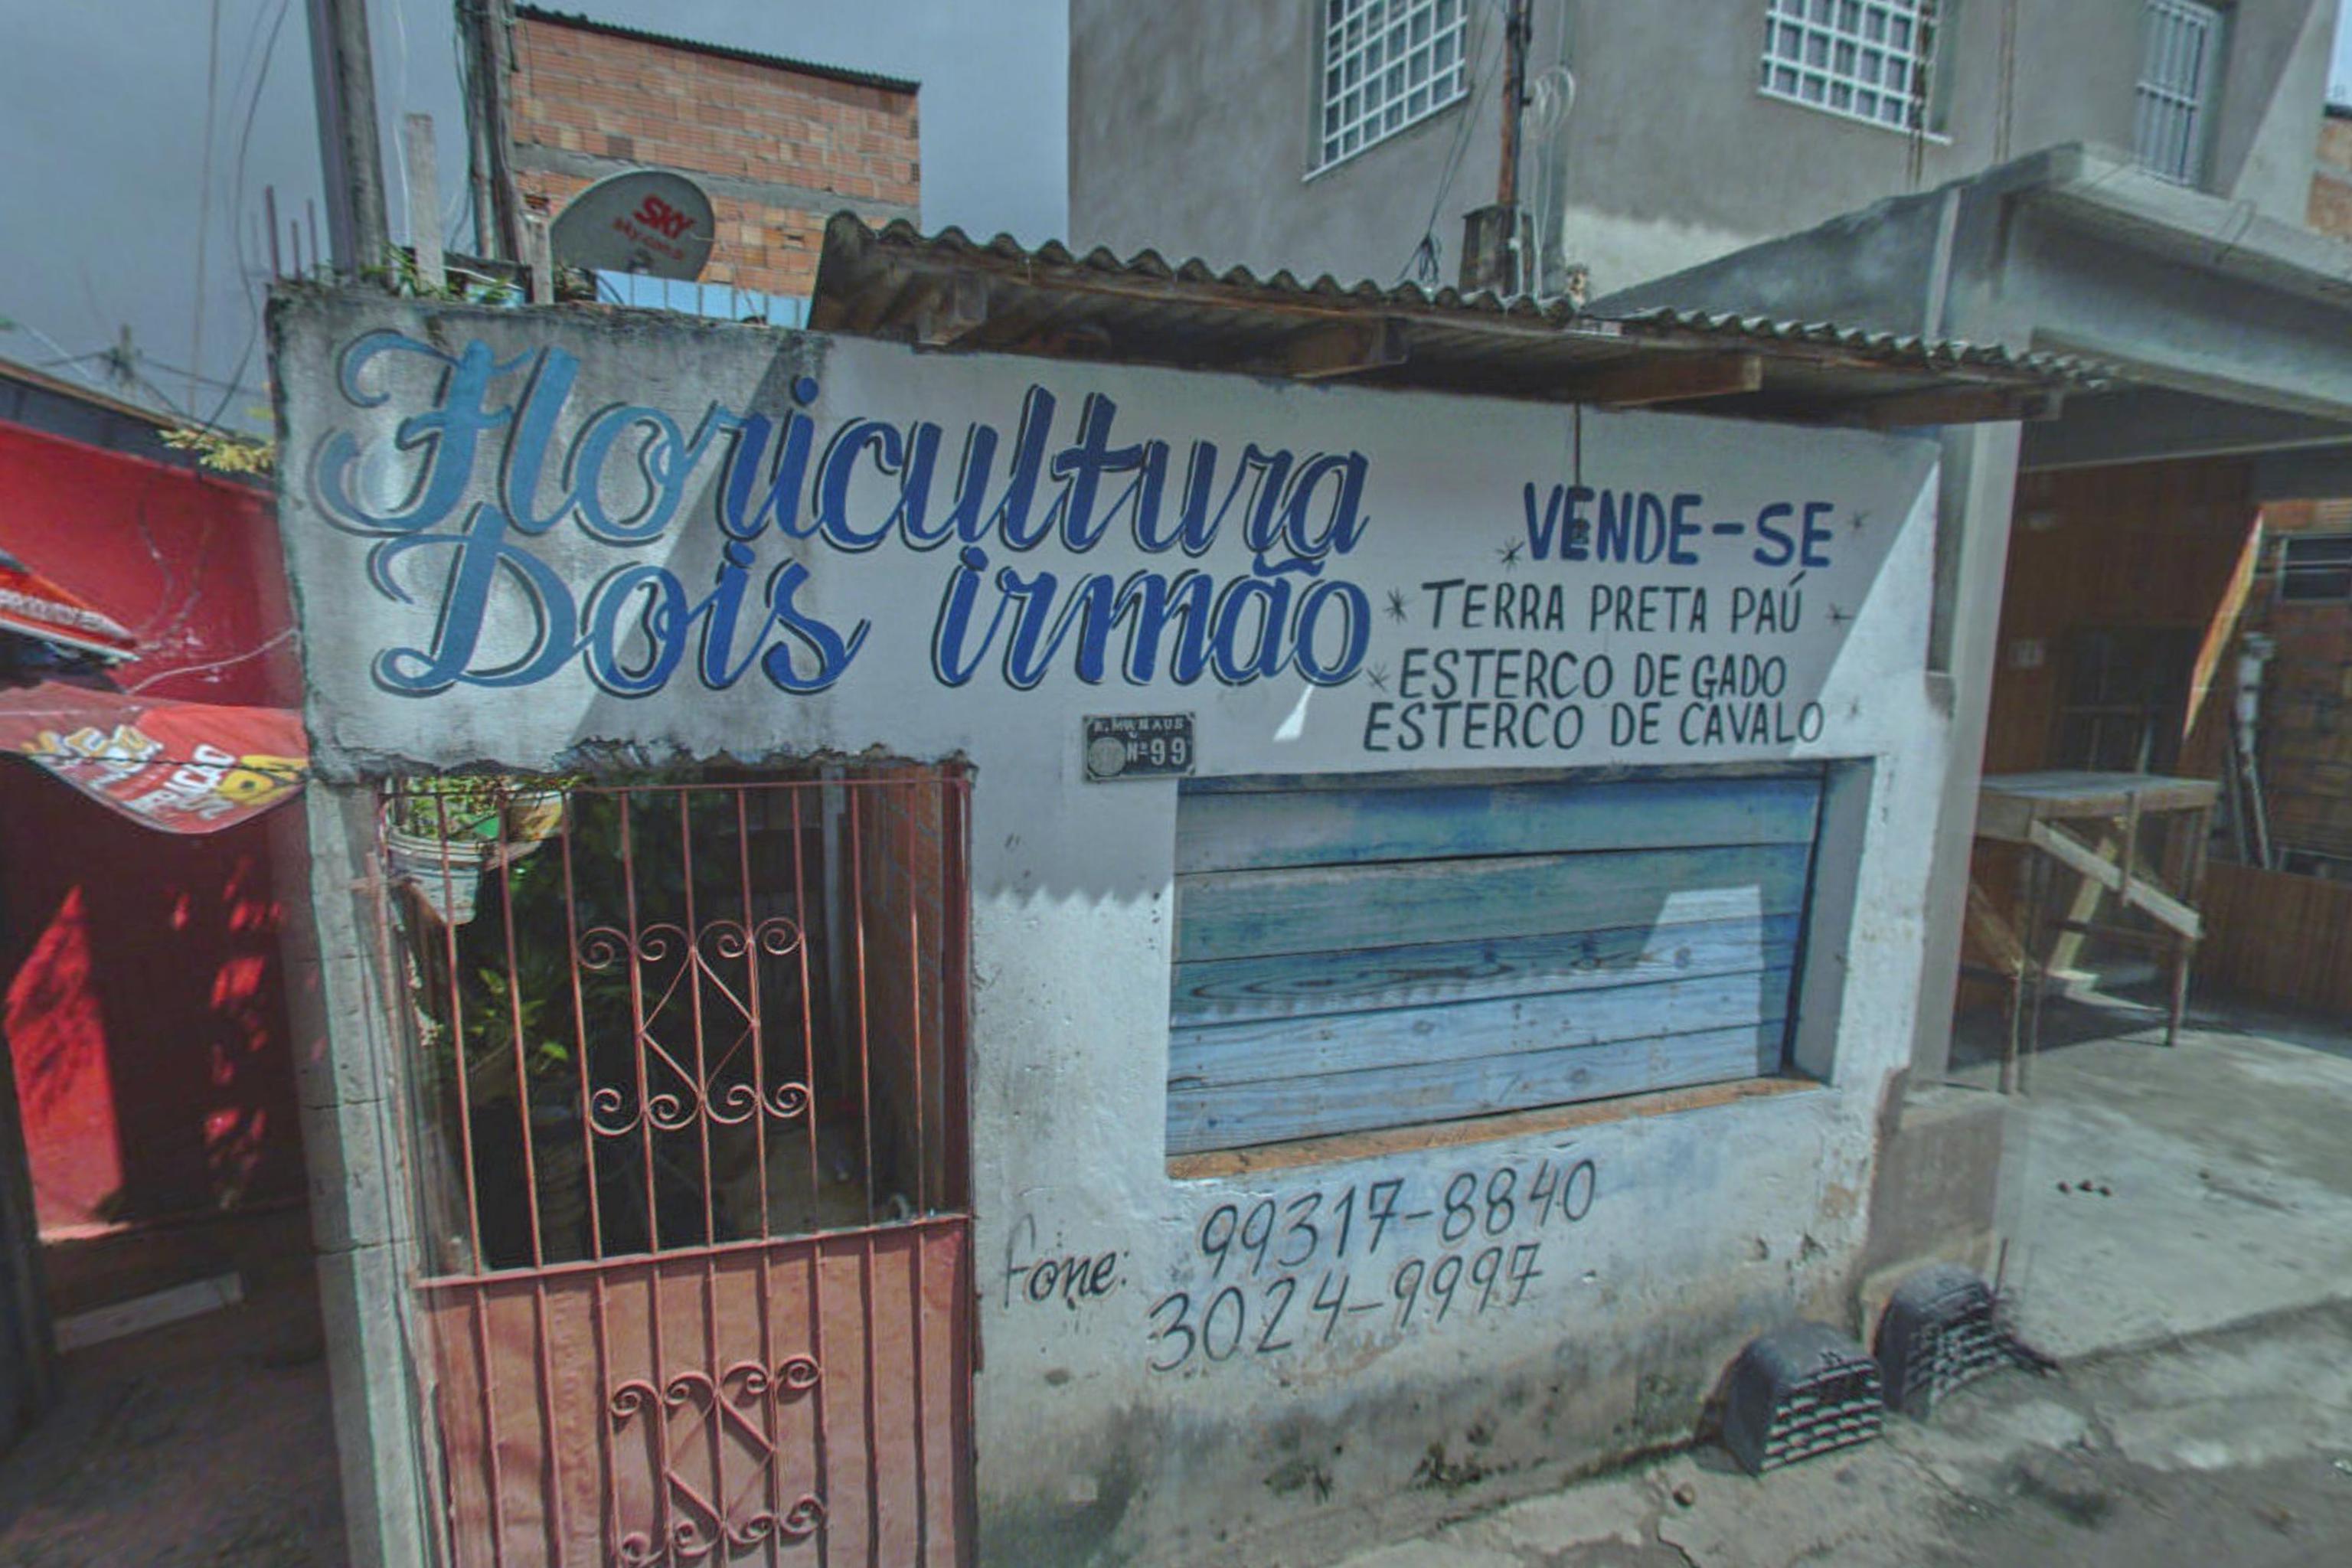 SKY
Floricultura
Dois irmão
VENDE-SE
TERRA PRETA PAÚ
ESTERCO DE GADO
ESTERCO DE CAVALO
R. MANAUS
Nº 99
fone:
99317-8840
3024-9997